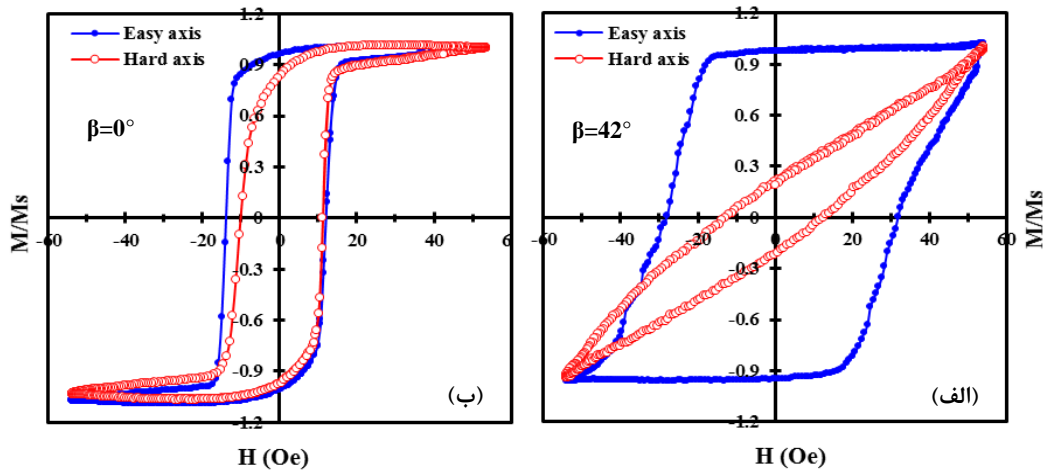 Easy axis
Hard axis
β=0°
1.2
0.9
0.6
0.3
0
-0.3
-0.6
-0.9
-1.2
-60
-40
-20
0
20
40
60
M/Ms
H (Oe)
(ب)
Easy axis
Hard axis
β=42°
1.2
0.9
0.6
0.3
0
-0.3
-0.6
-0.9
-1.2
-60
-40
-20
0
20
40
60
M/Ms
H (Oe)
(الف)